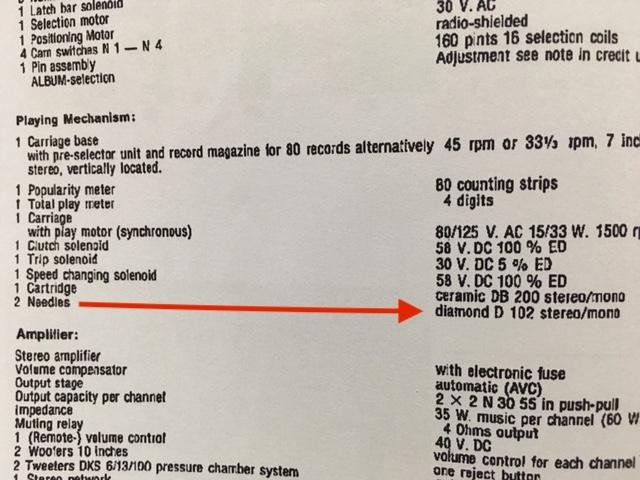 1 Latch bar solenoid 30 V. AC
1 Selection motor radio-shielded
1 Positioning Motor 160 pints 16 selection coils
4 Cam switches N 1 — N 4 Adjustment see note in credit u
1 Pin assembly
ALBUM-selection
Playing Mechanism:
1 Carriage base
with pre-selector unit and record magazine for 80 records alternatively 45 rpm or 33⅓ rpm, 7 inc
stereo, vertically located.
1 Popularity meter 80 counting strips
1 Total play meter 4 digits
1 Carriage
with play motor (synchronous) 80/125 V. AC 15/33 W. 1500 r
1 Clutch solenoid 58 V. DC 100 % ED
1 Trip solenoid 30 V. DC 5 % ED
1 Speed changing solenoid 58 V. DC 100 % ED
1 Cartridge ceramic DB 200 stereo/mono
2 Needles diamond D 102 stereo/mono
Amplifier:
Stereo amplifier
Volume compensator with electronic fuse
Output stage automatic (AVC)
Output capacity per channel 2 × 2 N 30 55 in push-pull
Impedance 35 W. music per channel (60 W
Muting relay 4 Ohms output
1 (Remote-) volume control 40 V. DC
2 Woofers 10 inches volume control for each channel
2 Tweeters DKS 6/13/100 pressure chamber system one reject button
1 Stereo network